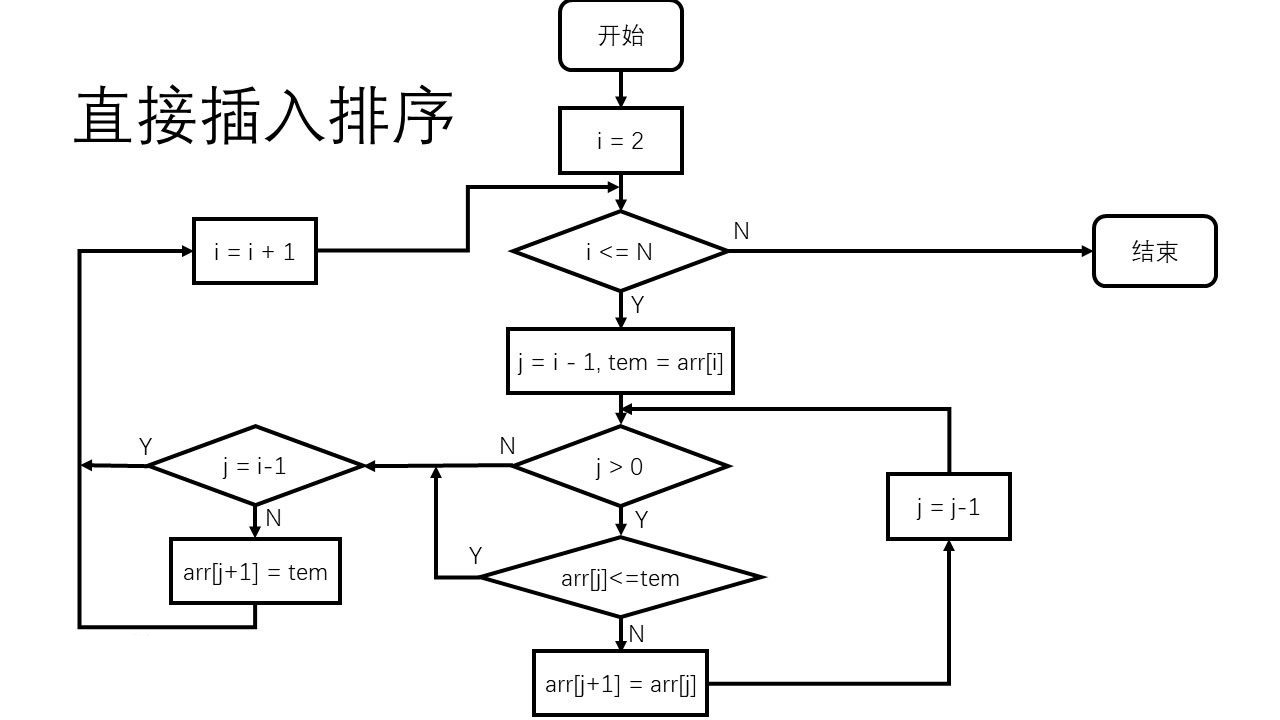 开始
直接插入排序
i = 2
i = i + 1
i <= N
N
结束
Y
j = i - 1, tem = arr[i]
Y
j = i-1
N
j > 0
j = j-1
N
Y
arr[j+1] = tem
Y
arr[j]<=tem
N
arr[j+1] = arr[j]